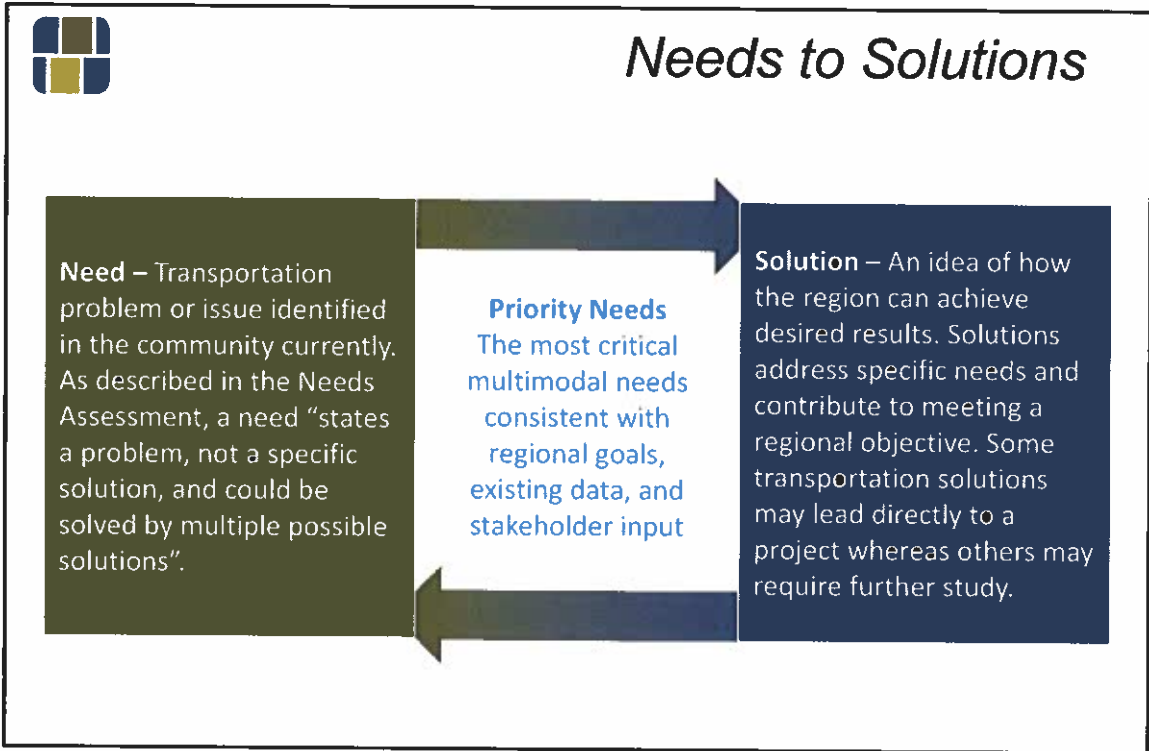 Needs to Solutions
Need – Transportation
problem or issue identified
in the community currently.
As described in the Needs
Assessment, a need “states
a problem, not a specific
solution, and could be
solved by multiple possible
solutions”.
Priority Needs
The most critical
multimodal needs
consistent with
regional goals,
existing data, and
stakeholder input
Solution – An idea of how
the region can achieve
desired results. Solutions
address specific needs and
contribute to meeting a
regional objective. Some
transportation solutions
may lead directly to a
project whereas others may
require further study.